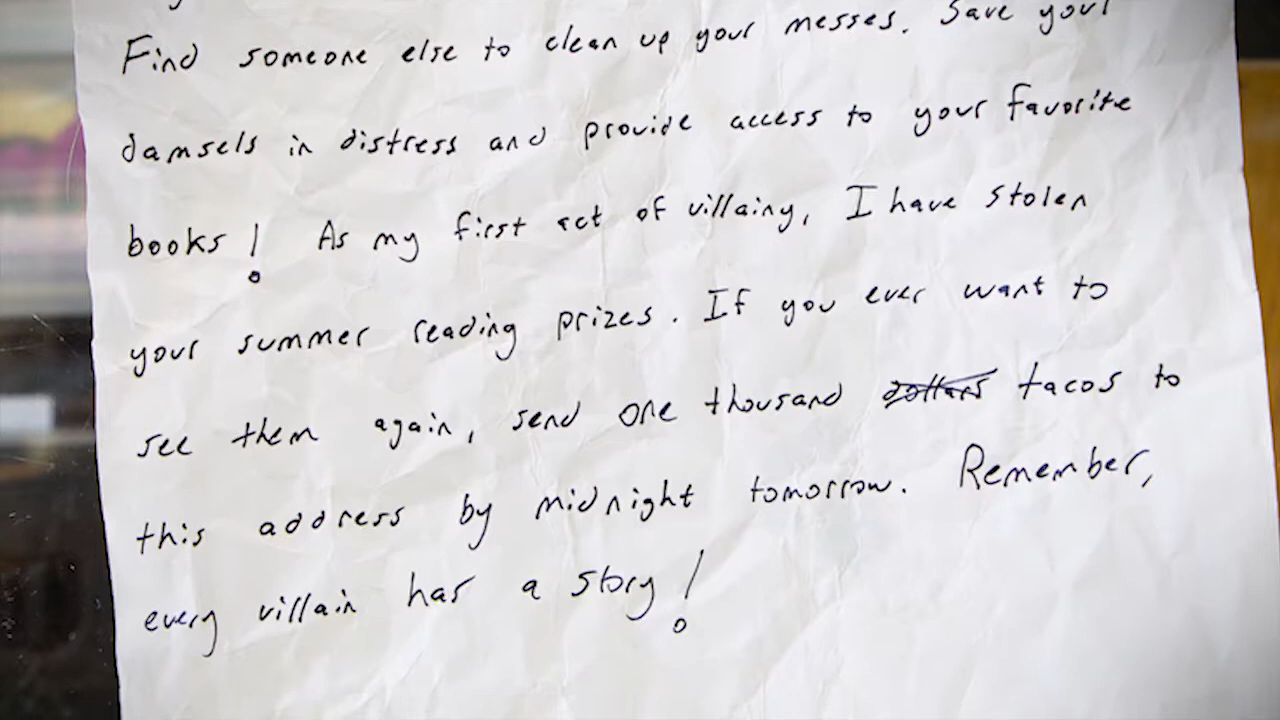 Find someone else to clean up your messes. Save your
damsels in distress and provide access to your favorite
books! As my first act of villainy, I have stolen
your summer reading prizes. If you ever want to
see them again, send one thousand dollars tacos to
this address by midnight tomorrow. Remember,
every villain has a story!